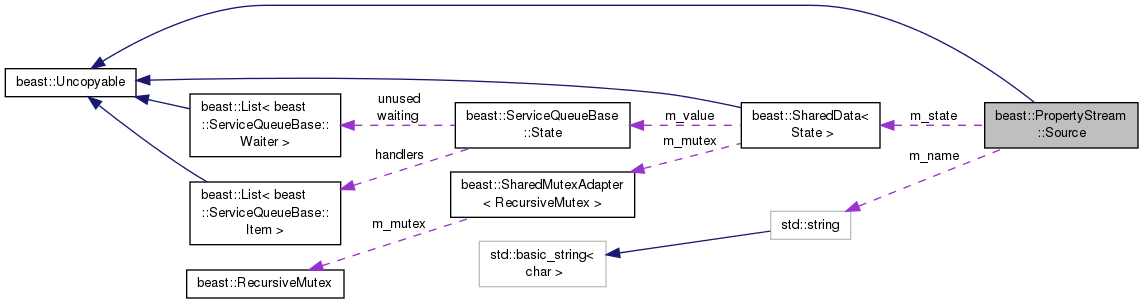 beast::Uncopyable
beast::List< beast
::ServiceQueueBase::
Waiter >
beast::List< beast
::ServiceQueueBase::
Item >
beast::RecursiveMutex
unused
waiting
handlers
m_mutex
beast::ServiceQueueBase
::State
beast::SharedMutexAdapter
< RecursiveMutex >
std::basic_string<
char >
m_value
m_mutex
beast::SharedData<
State >
std::string
m_state
m_name
beast::PropertyStream
::Source